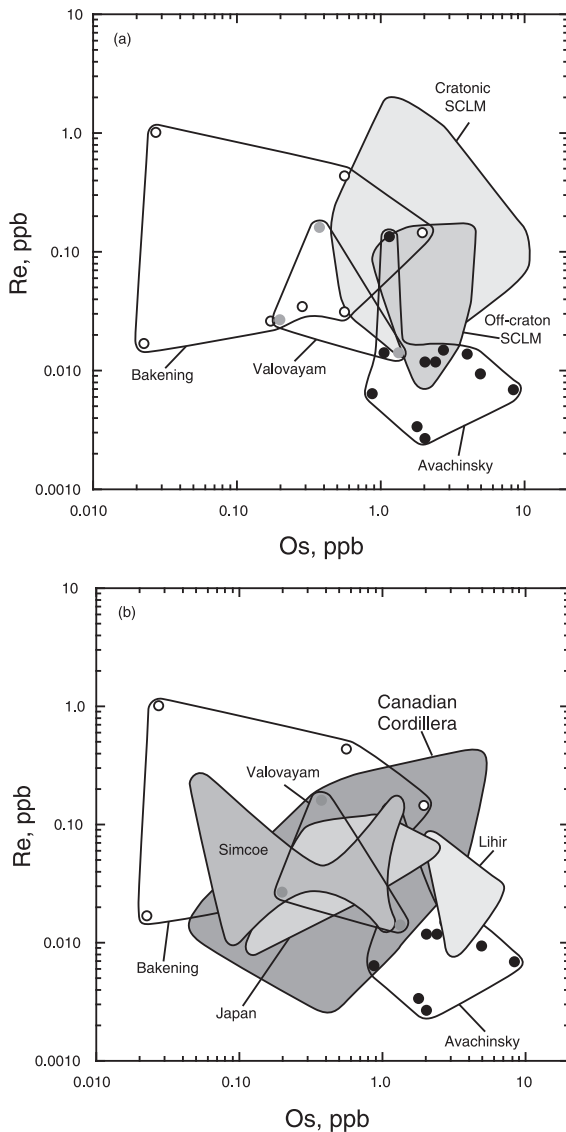 10
(a)
Cratonic
SCLM
1.0
Re, ppb
0.10
Off-craton
SCLM
0.010
Bakening
Valovayam
Avachinsky
0.0010
0.010
0.10
1.0
10
Os, ppb
10
(b)
Canadian
Cordillera
1.0
Valovayam
Re, ppb
0.10
Simcoe
Lihir
0.010
Bakening
Japan
Avachinsky
0.0010
0.010
0.10
1.0
10
Os, ppb